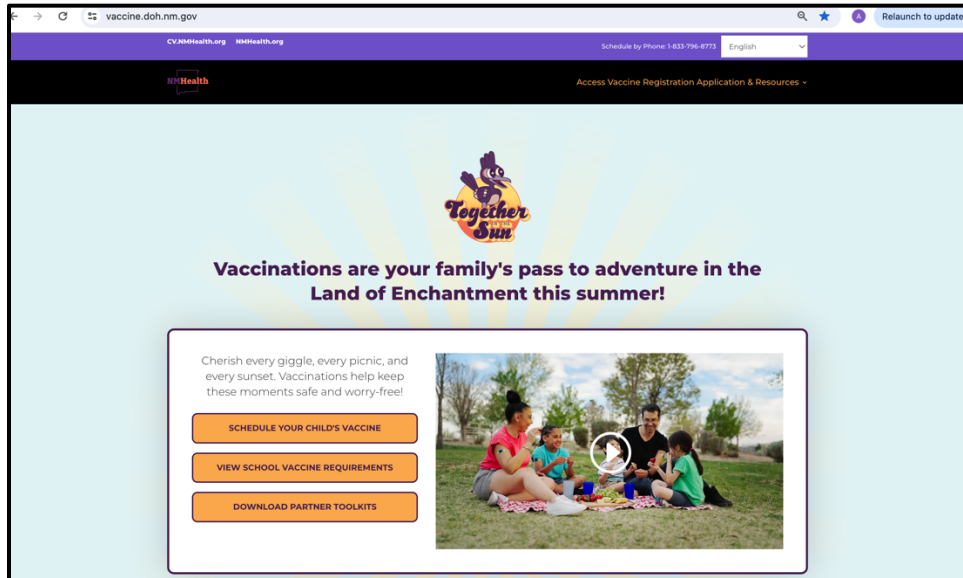 vaccine.doh.nm.gov
A
Relaunch to update
CV.NMHealth.org NMHealth.org
Schedule by Phone: 1-833-796-8773 English
NMHealth
Access Vaccine Registration Application & Resources
Together
Sun
Vaccinations are your family's pass to adventure in the
Land of Enchantment this summer!
Cherish every giggle, every picnic, and
every sunset. Vaccinations help keep
these moments safe and worry-free!
SCHEDULE YOUR CHILD'S VACCINE
VIEW SCHOOL VACCINE REQUIREMENTS
DOWNLOAD PARTNER TOOLKITS